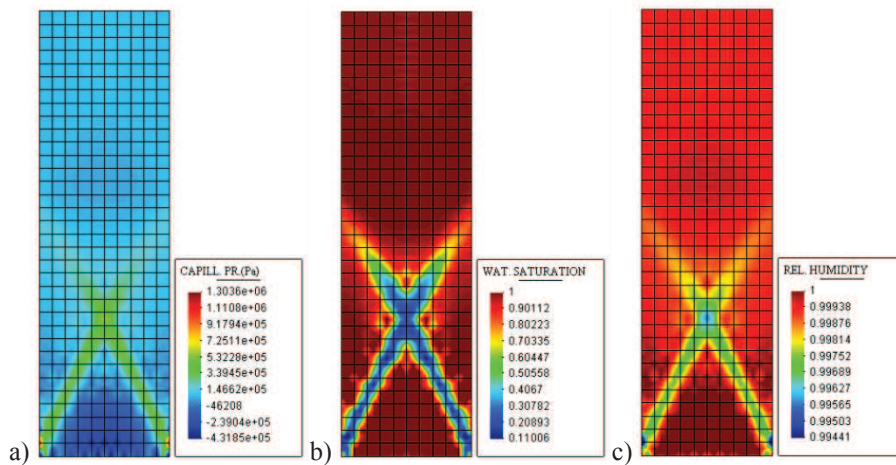 CAPILL. PR.(Pa)
1.3036e+06
1.1108e+06
9.1794e+05
7.2511e+05
5.3228e+05
3.3945e+05
1.4662e+05
-46208
-2.3904e+05
-4.3185e+05
a)
WAT. SATURATION
1
0.90112
0.80223
0.70335
0.60447
0.50558
0.4067
0.30782
0.20893
0.11006
b)
REL. HUMIDITY
1
0.99938
0.99876
0.99814
0.99752
0.99689
0.99627
0.99565
0.99503
0.99441
c)